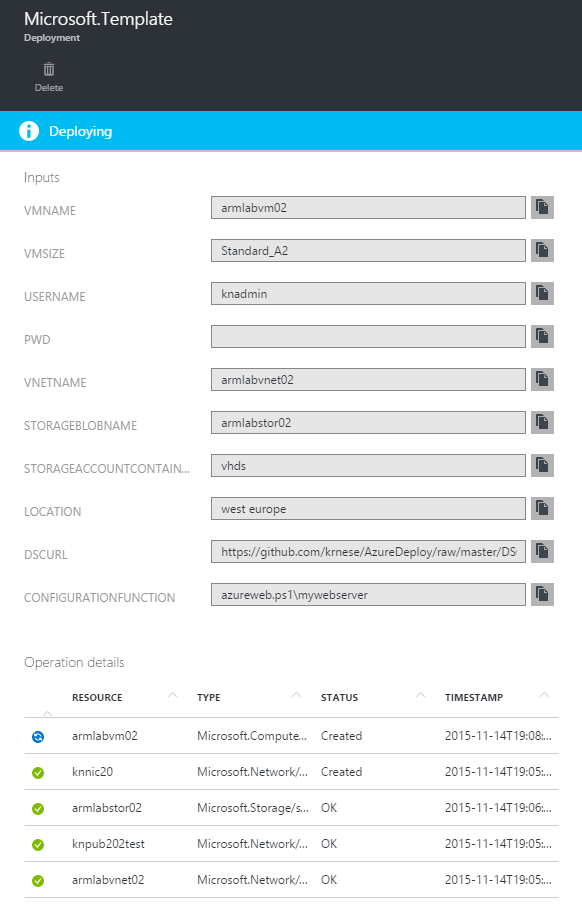 Microsoft.Template
Deployment
Delete
Deploying
Inputs
VMNAME armlabvm02
VMSIZE Standard_A2
USERNAME knadmin
PWD
VNETNAME armlabvnet02
STORAGEBLOBNAME armlabstor02
STORAGEACCOUNTCONTAIN... vhds
LOCATION west europe
DSCURL https://github.com/krnese/AzureDeploy/raw/master/DS
CONFIGURATIONFUNCTION azureweb.ps1\mywebserver
Operation details
RESOURCE TYPE STATUS TIMESTAMP
armlabvm02 Microsoft.Compute... Created 2015-11-14T19:08:...
knnic20 Microsoft.Network/... Created 2015-11-14T19:05:...
armlabstor02 Microsoft.Storage/s... OK 2015-11-14T19:06:...
knpub202test Microsoft.Network/... OK 2015-11-14T19:05:...
armlabvnet02 Microsoft.Network/... OK 2015-11-14T19:05:...